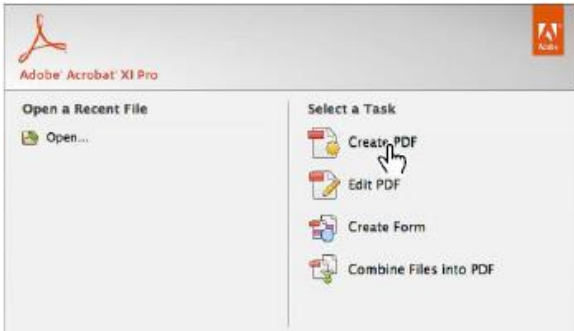 Adobe
Adobe® Acrobat® XI Pro
Open a Recent File
Open...
Select a Task
Create PDF
Edit PDF
Create Form
Combine Files into PDF